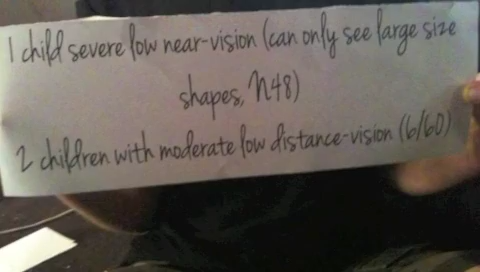 1 child severe low near-vision (can only see large size
shapes, N48)
2 children with moderate low distance-vision (6/60)